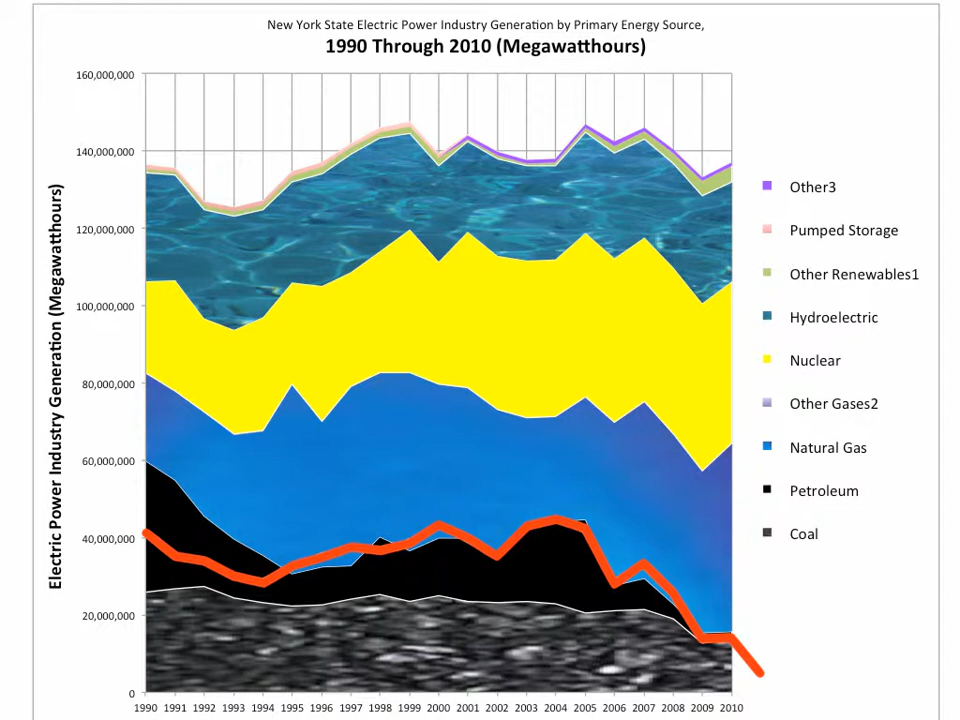 New York State Electric Power Industry Generation by Primary Energy Source,
1990 Through 2010 (Megawatthours)
Electric Power Industry Generation (Megawatthours)
160,000,000
140,000,000
120,000,000
100,000,000
80,000,000
60,000,000
40,000,000
20,000,000
0
1990 1991 1992 1993 1994 1995 1996 1997 1998 1999 2000 2001 2002 2003 2004 2005 2006 2007 2008 2009 2010
Other3
Pumped Storage
Other Renewables1
Hydroelectric
Nuclear
Other Gases2
Natural Gas
Petroleum
Coal